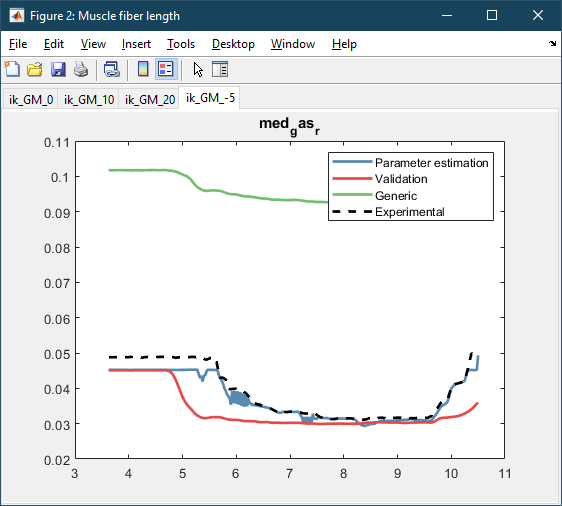 Figure 2: Muscle fiber length
File Edit View Insert Tools Desktop Window Help
ik_GM_0 ik_GM_10 ik_GM_20 ik_GM_-5
med_gas_r
0.11
0.1
0.09
0.08
0.07
0.06
0.05
0.04
0.03
0.02
Parameter estimation
Validation
Generic
Experimental
3 4 5 6 7 8 9 10 11